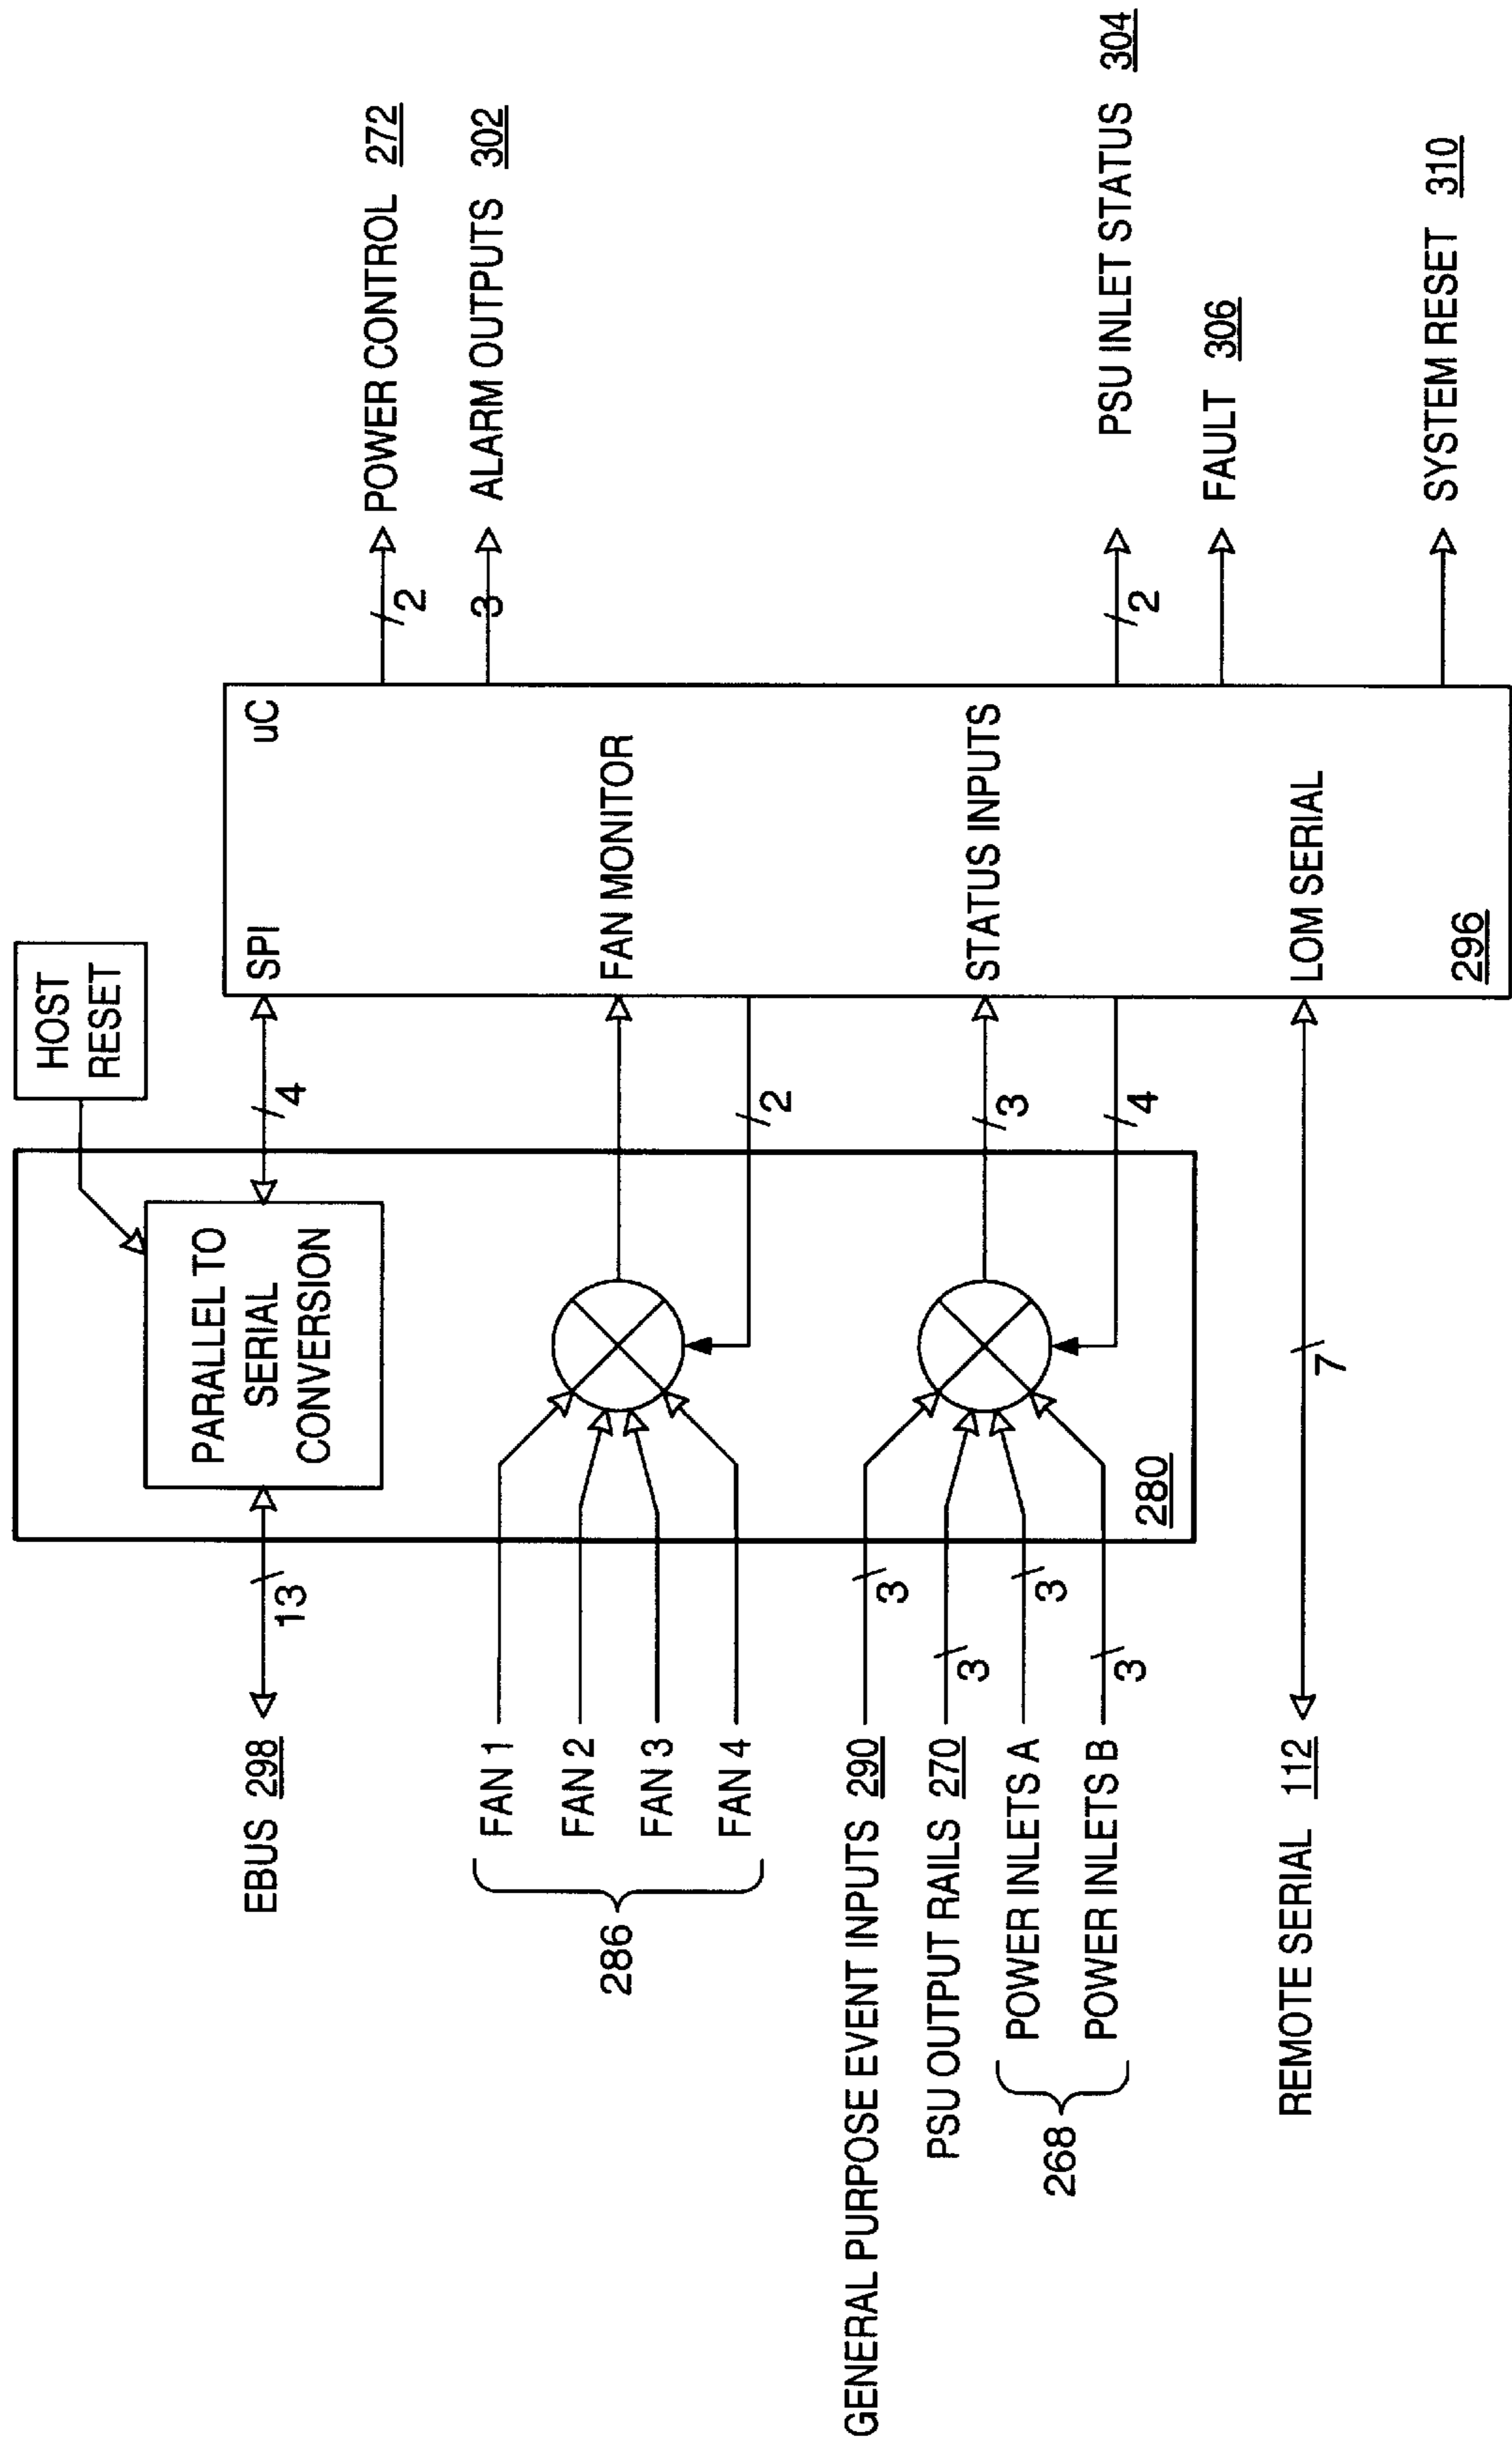 HOST
RESET
PARALLEL TO
SERIAL
CONVERSION
EBUS 298
13
4
SPI
uC
POWER CONTROL 272
2
ALARM OUTPUTS 302
3
FAN 1
FAN 2
FAN 3
FAN 4
286
FAN MONITOR
2
GENERAL PURPOSE EVENT INPUTS 290
3
PSU OUTPUT RAILS 270
3
POWER INLETS A
3
POWER INLETS B
3
268
280
3
STATUS INPUTS
4
PSU INLET STATUS 304
2
FAULT 306
REMOTE SERIAL 112
7
LOM SERIAL
296
SYSTEM RESET 310